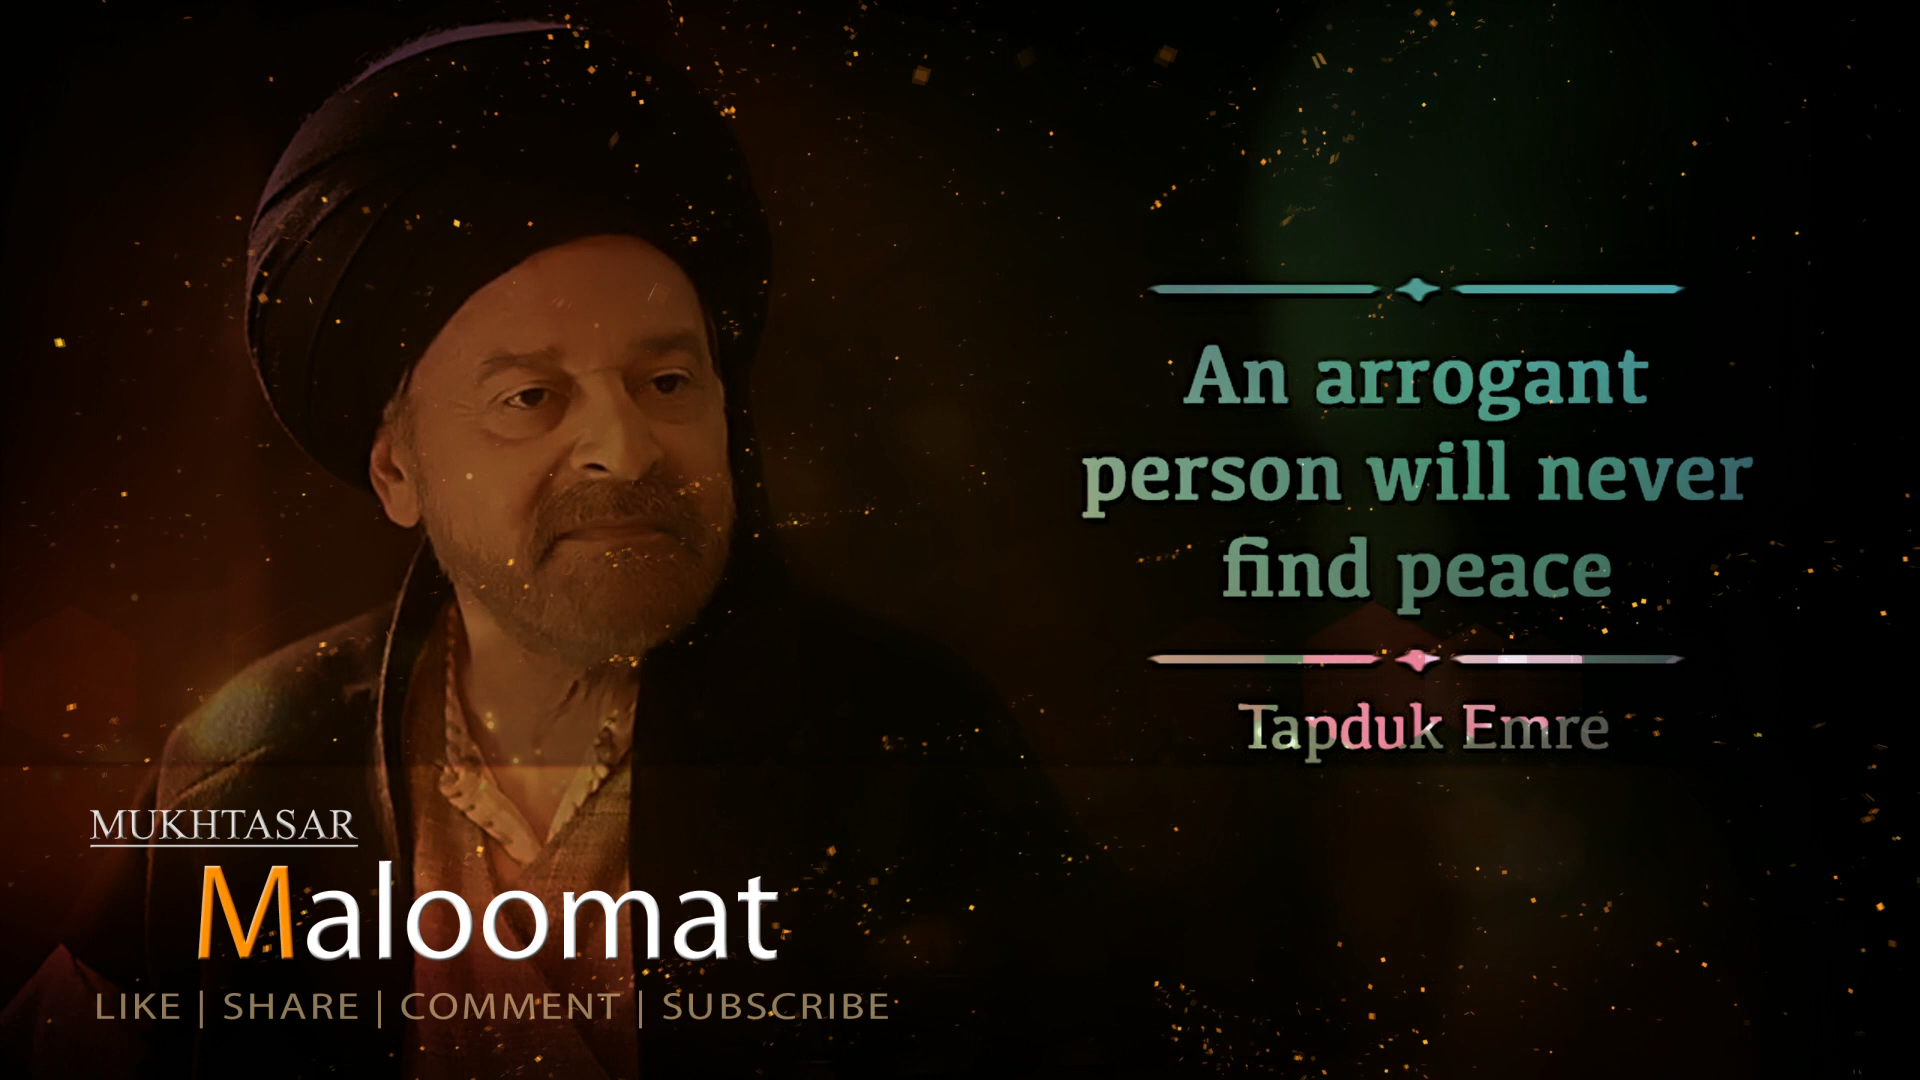 An arrogant
person will never
find peace
Tapduk Emre
MUKHTASAR
Maloomat
LIKE | SHARE | COMMENT | SUBSCRIBE